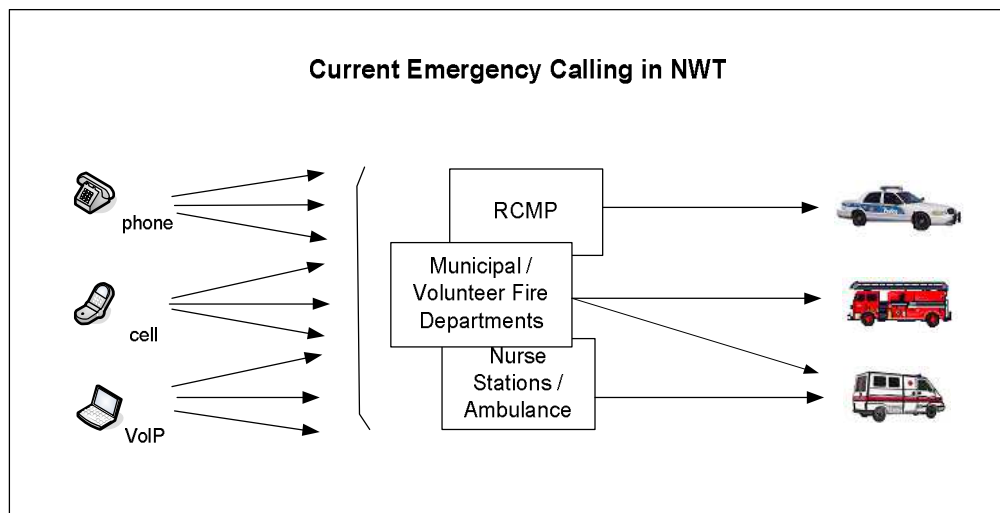 Current Emergency Calling in NWT
phone
cell
VoIP
RCMP
Municipal /
Volunteer Fire
Departments
Nurse
Stations /
Ambulance